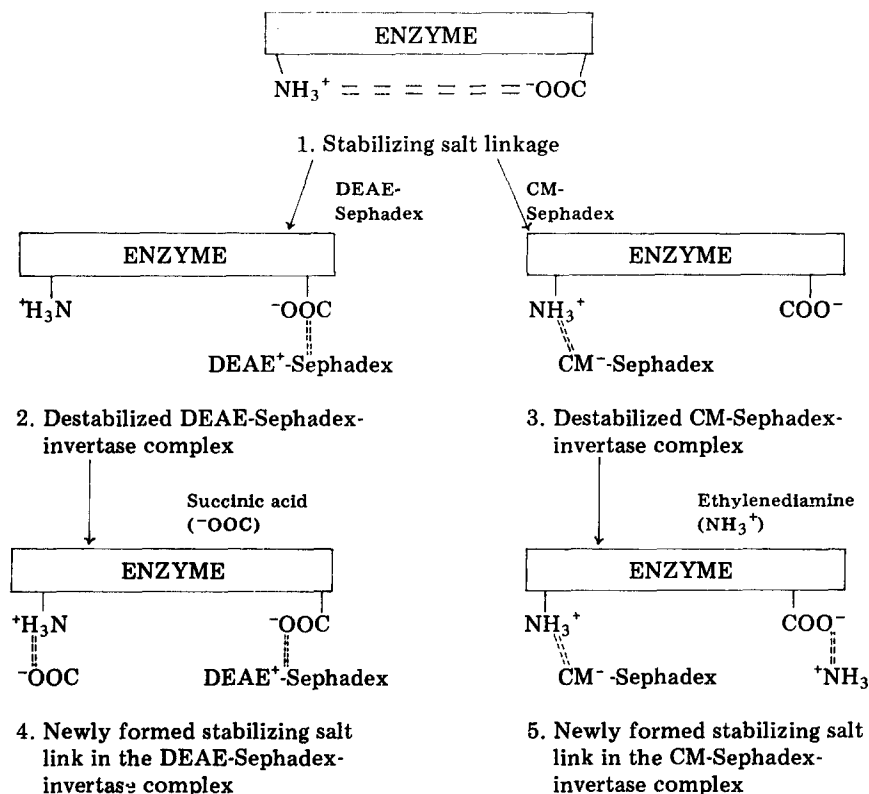 ENZYME
NH₃⁺ = = = = = = ⁻OOC
1. Stabilizing salt linkage
DEAE-
Sephadex
CM-
Sephadex
ENZYME
⁺H₃N
⁻OOC
DEAE⁺-Sephadex
ENZYME
NH₃⁺
COO⁻
CM⁻-Sephadex
2. Destabilized DEAE-Sephadex-
invertase complex
3. Destabilized CM-Sephadex-
invertase complex
Succinic acid
(⁻OOC)
Ethylenediamine
(NH₃⁺)
ENZYME
⁺H₃N
⁻OOC
⁻OOC
DEAE⁺-Sephadex
ENZYME
NH₃⁺
COO⁻
CM⁻-Sephadex
⁺NH₃
4. Newly formed stabilizing salt
link in the DEAE-Sephadex-
invertase complex
5. Newly formed stabilizing salt
link in the CM-Sephadex-
invertase complex